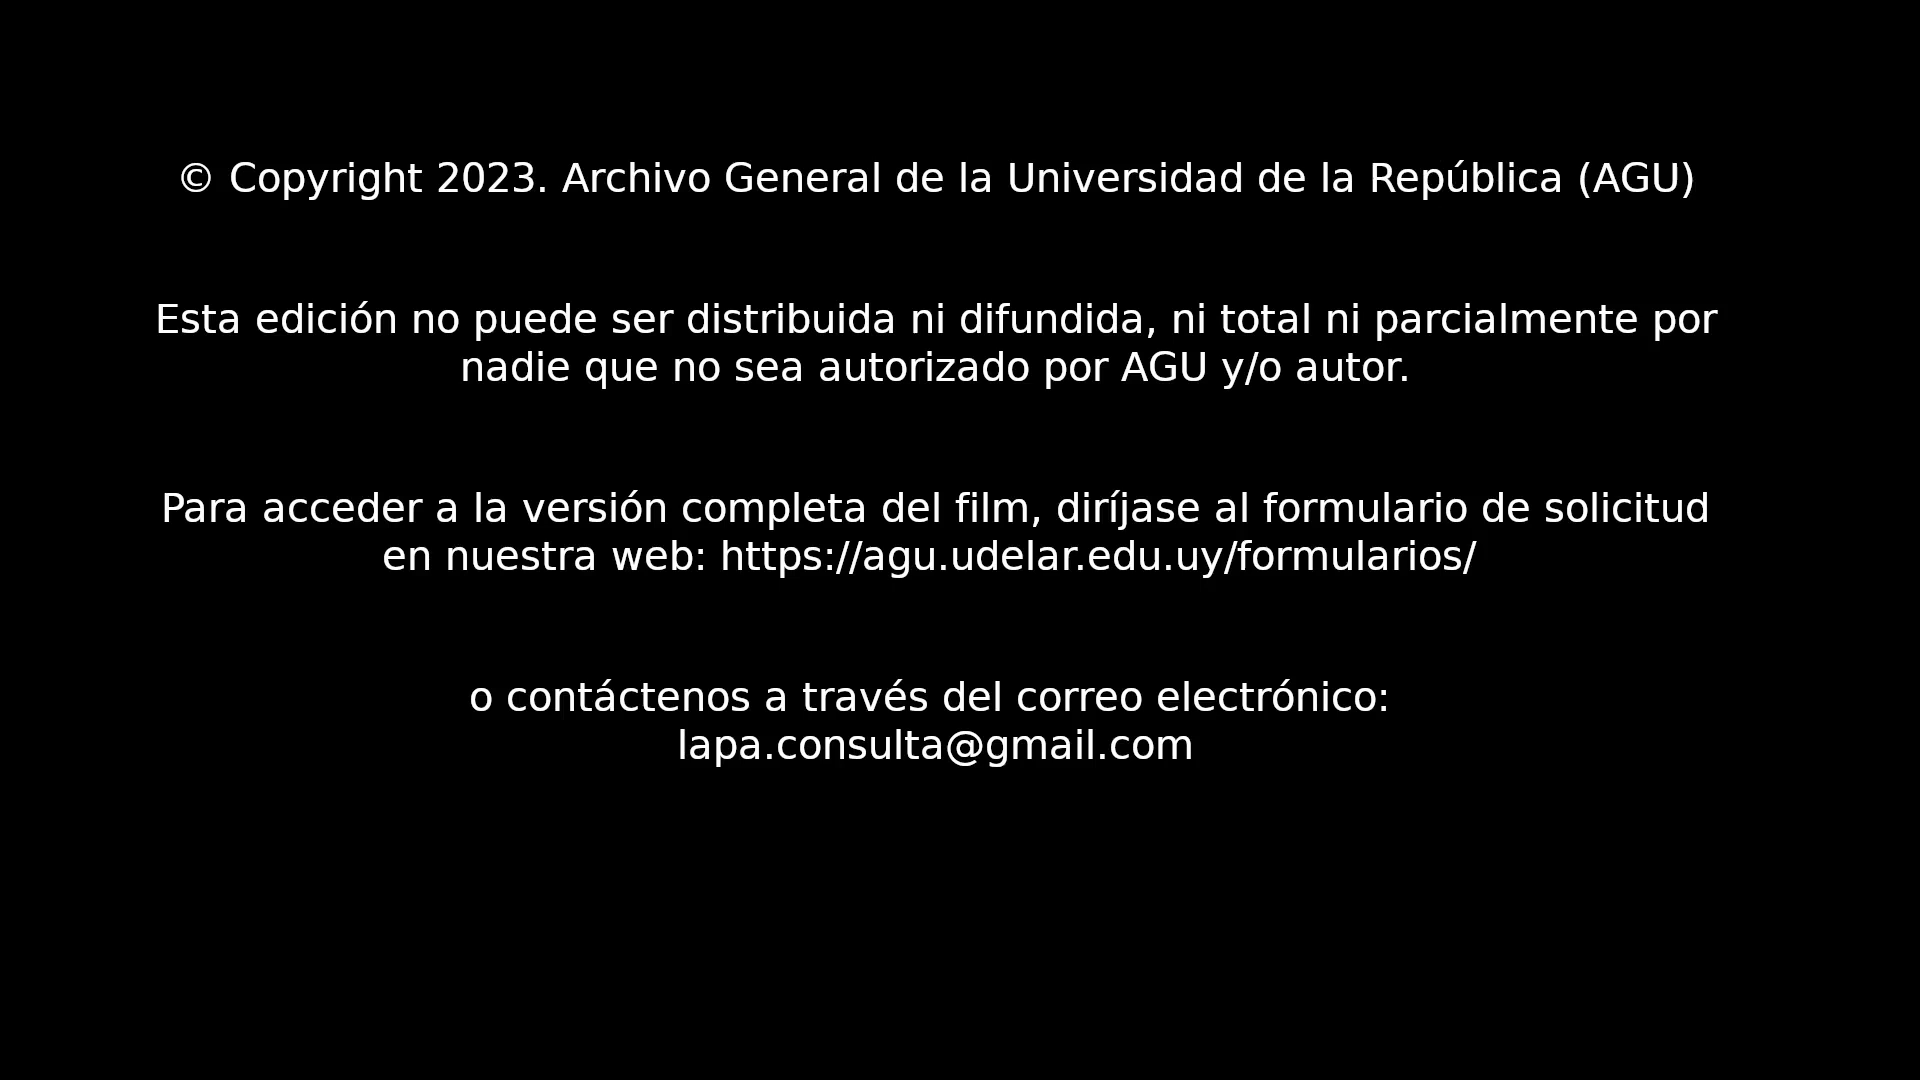 © Copyright 2023. Archivo General de la Universidad de la República (AGU)
Esta edición no puede ser distribuida ni difundida, ni total ni parcialmente por
nadie que no sea autorizado por AGU y/o autor.
Para acceder a la versión completa del film, diríjase al formulario de solicitud
en nuestra web: https://agu.udelar.edu.uy/formularios/
o contáctenos a través del correo electrónico:
lapa.consulta@gmail.com